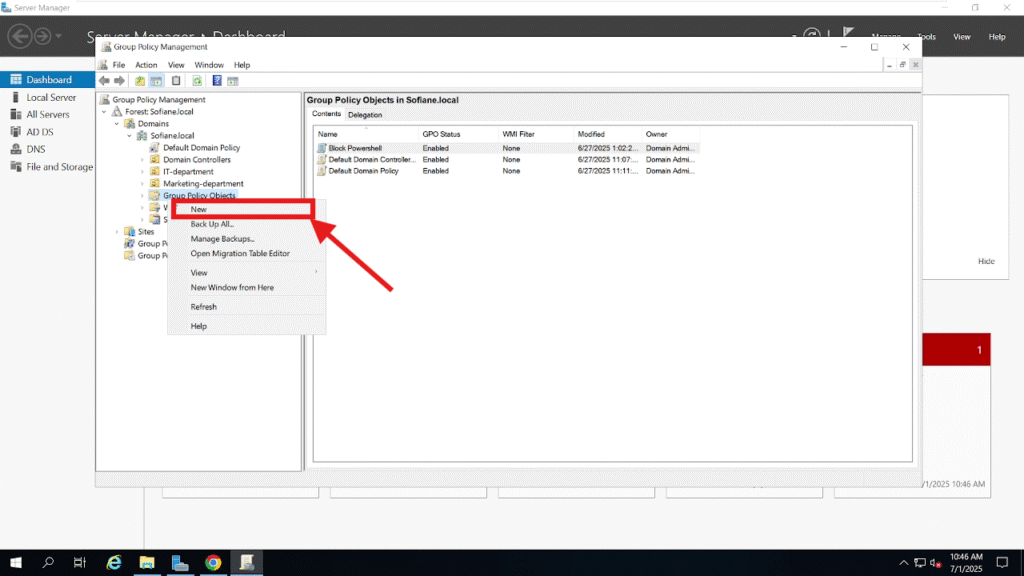 Server Manager
Server Manager › Dashboard
Manage Tools View Help
Dashboard
Local Server
All Servers
AD DS
DNS
File and Storage
Group Policy Management
File Action View Window Help
Group Policy Management
Forest: Sofiane.local
Domains
Sofiane.local
Default Domain Policy
Domain Controllers
IT-department
Marketing-department
Group Policy Objects
W
S
Sites
Group P
Group P
New
Back Up All...
Manage Backups...
Open Migration Table Editor
View
New Window from Here
Refresh
Help
Group Policy Objects in Sofiane.local
Contents Delegation
Name GPO Status WMI Filter Modified Owner
Block Powershell Enabled None 6/27/2025 1:02:2... Domain Admi...
Default Domain Controller... Enabled None 6/27/2025 11:07:... Domain Admi...
Default Domain Policy Enabled None 6/27/2025 11:11:... Domain Admi...
Hide
1
/1/2025 10:46 AM
10:46 AM
7/1/2025